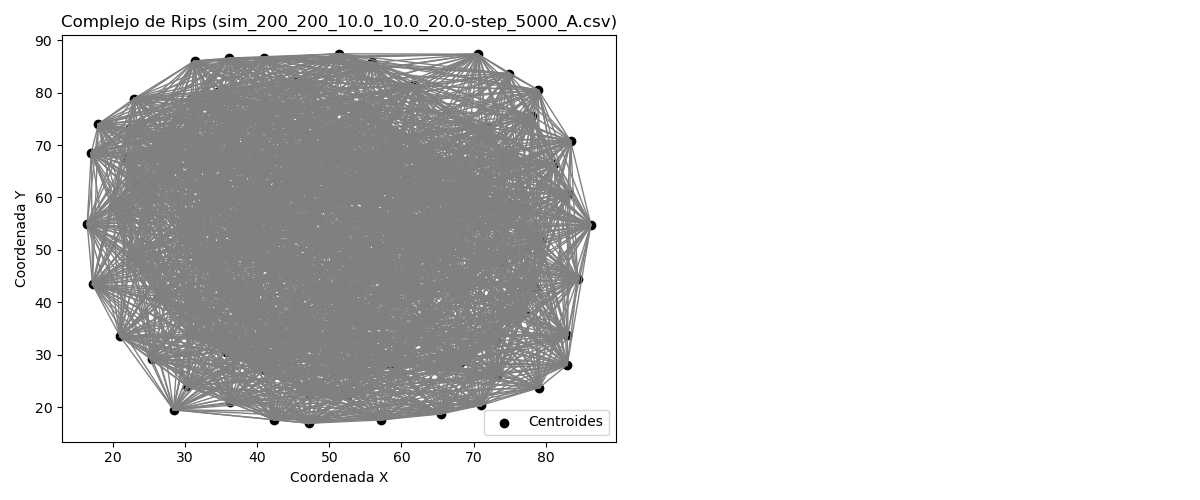 Complejo de Rips (sim_200_200_10.0_10.0_20.0-step_5000_A.csv)
90
80
70
60
50
40
30
20
Coordenada Y
Centroides
20 30 40 50 60 70 80
Coordenada X